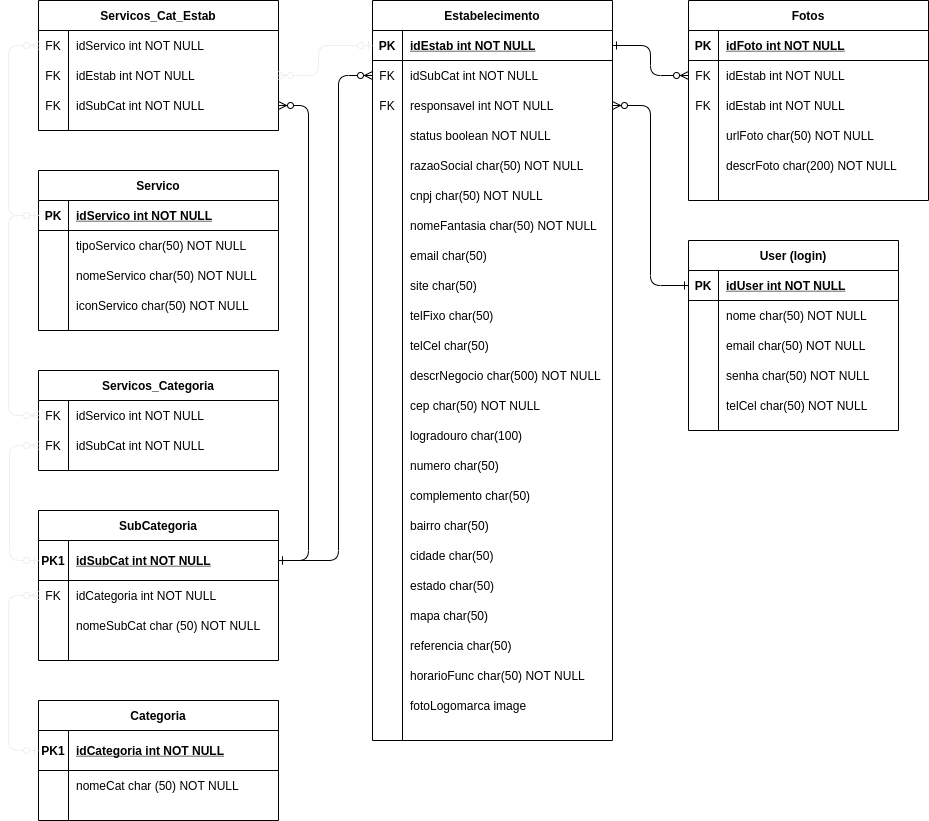 Servicos_Cat_Estab
FK idServico int NOT NULL
FK idEstab int NOT NULL
FK idSubCat int NOT NULL
Servico
PK idServico int NOT NULL
tipoServico char(50) NOT NULL
nomeServico char(50) NOT NULL
iconServico char(50) NOT NULL
Servicos_Categoria
FK idServico int NOT NULL
FK idSubCat int NOT NULL
SubCategoria
PK1 idSubCat int NOT NULL
FK idCategoria int NOT NULL
nomeSubCat char (50) NOT NULL
Categoria
PK1 idCategoria int NOT NULL
nomeCat char (50) NOT NULL
Estabelecimento
PK idEstab int NOT NULL
FK idSubCat int NOT NULL
FK responsavel int NOT NULL
status boolean NOT NULL
razaoSocial char(50) NOT NULL
cnpj char(50) NOT NULL
nomeFantasia char(50) NOT NULL
email char(50)
site char(50)
telFixo char(50)
telCel char(50)
descrNegocio char(500) NOT NULL
cep char(50) NOT NULL
logradouro char(100)
numero char(50)
complemento char(50)
bairro char(50)
cidade char(50)
estado char(50)
mapa char(50)
referencia char(50)
horarioFunc char(50) NOT NULL
fotoLogomarca image
Fotos
PK idFoto int NOT NULL
FK idEstab int NOT NULL
FK idEstab int NOT NULL
urlFoto char(50) NOT NULL
descrFoto char(200) NOT NULL
User (login)
PK idUser int NOT NULL
nome char(50) NOT NULL
email char(50) NOT NULL
senha char(50) NOT NULL
telCel char(50) NOT NULL